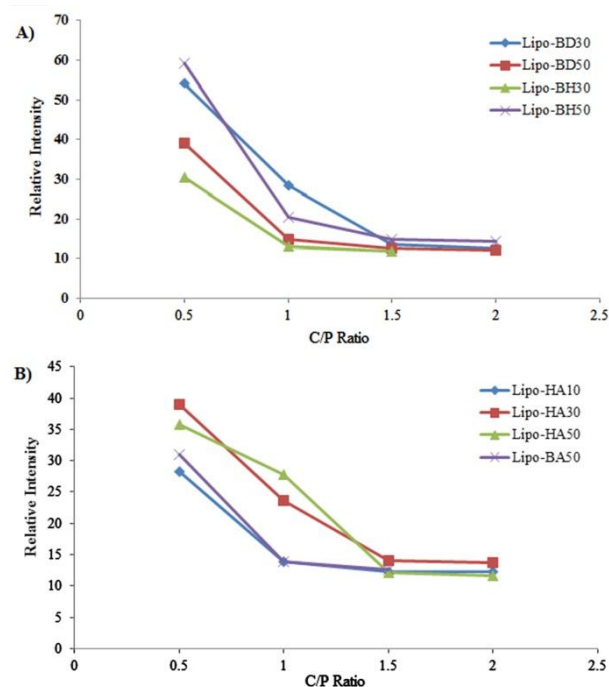 A)
70
60
50
40
30
20
10
0
Relative Intensity
Lipo-BD30
Lipo-BD50
Lipo-BH30
Lipo-BH50
0 0.5 1 1.5 2 2.5
C/P Ratio
B)
45
40
35
30
25
20
15
10
5
0
Relative Intensity
Lipo-HA10
Lipo-HA30
Lipo-HA50
Lipo-BA50
0 0.5 1 1.5 2 2.5
C/P Ratio